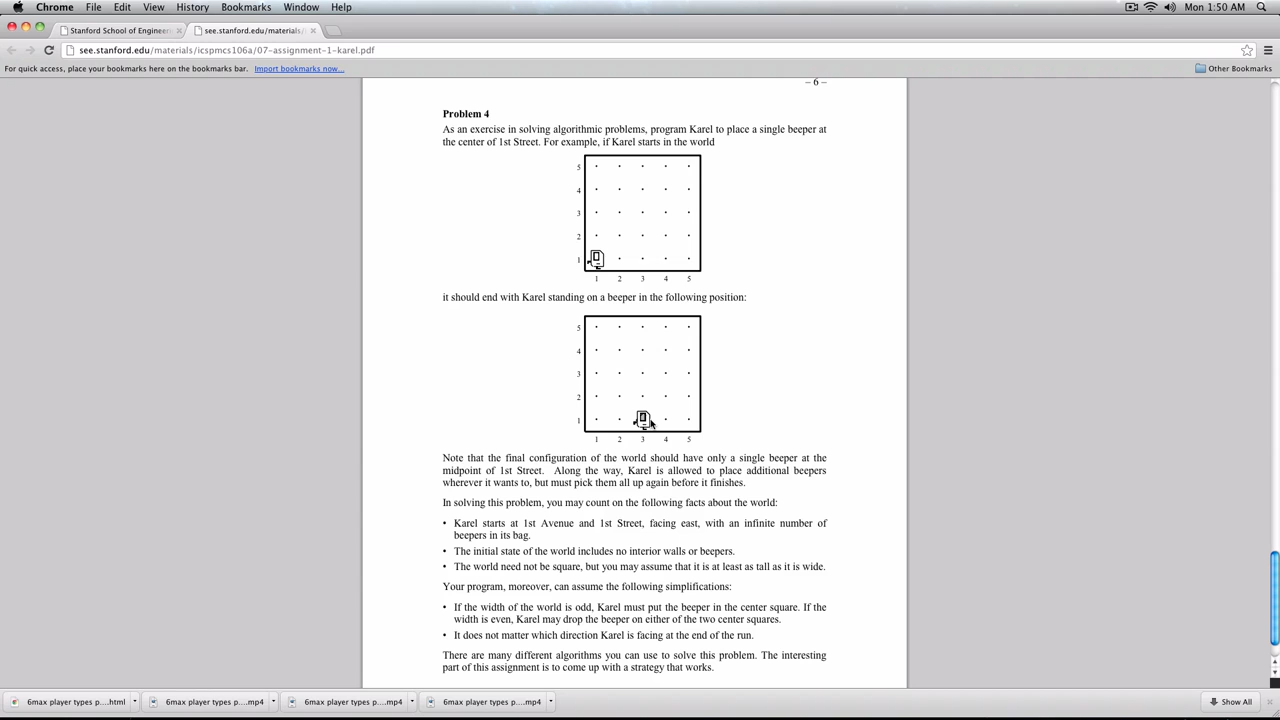 Chrome File Edit View History Bookmarks Window Help Mon 1:50 AM
Stanford School of Engineer see.stanford.edu/materials/
see.stanford.edu/materials/icspmcs106a/07-assignment-1-karel.pdf
For quick access, place your bookmarks here on the bookmarks bar. Import bookmarks now... Other Bookmarks
– 6 –
Problem 4
As an exercise in solving algorithmic problems, program Karel to place a single beeper at
the center of 1st Street. For example, if Karel starts in the world
5
4
3
2
1
1 2 3 4 5
it should end with Karel standing on a beeper in the following position:
5
4
3
2
1
1 2 3 4 5
Note that the final configuration of the world should have only a single beeper at the
midpoint of 1st Street. Along the way, Karel is allowed to place additional beepers
wherever it wants to, but must pick them all up again before it finishes.
In solving this problem, you may count on the following facts about the world:
• Karel starts at 1st Avenue and 1st Street, facing east, with an infinite number of
beepers in its bag.
• The initial state of the world includes no interior walls or beepers.
• The world need not be square, but you may assume that it is at least as tall as it is wide.
Your program, moreover, can assume the following simplifications:
• If the width of the world is odd, Karel must put the beeper in the center square. If the
width is even, Karel may drop the beeper on either of the two center squares.
• It does not matter which direction Karel is facing at the end of the run.
There are many different algorithms you can use to solve this problem. The interesting
part of this assignment is to come up with a strategy that works.
6max player types p....html 6max player types p....mp4 6max player types p....mp4 6max player types p....mp4 Show All